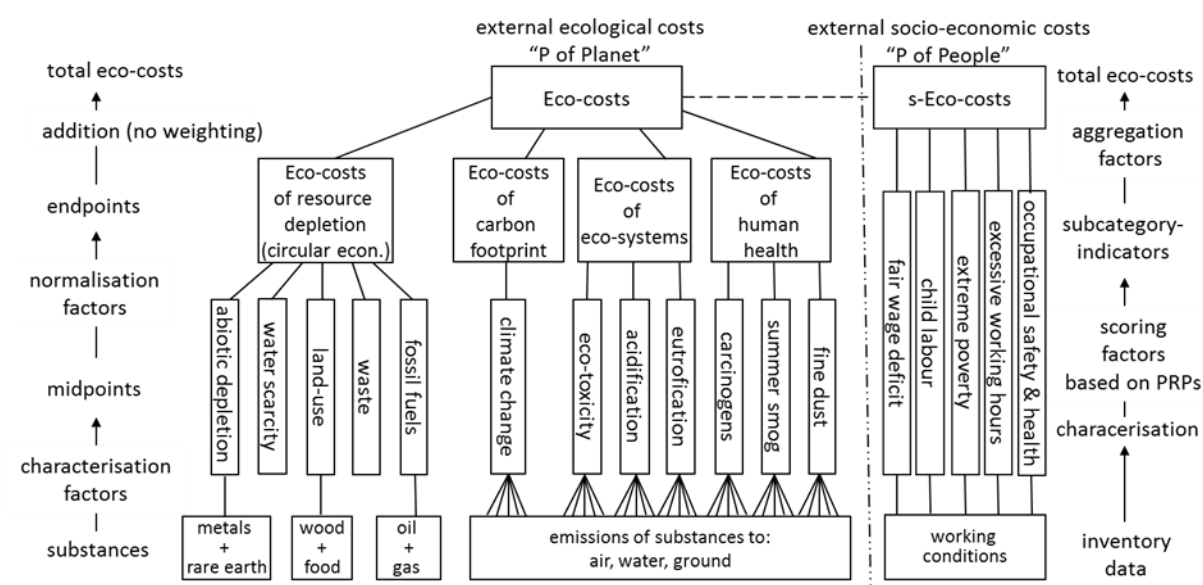 external ecological costs
"P of Planet"
external socio-economic costs
"P of People"
total eco-costs
addition (no weighting)
endpoints
normalisation
factors
midpoints
characterisation
factors
substances
Eco-costs
Eco-costs
of resource
depletion
(circular econ.)
Eco-costs
of
carbon
footprint
Eco-costs
of
eco-systems
Eco-costs
of
human
health
abiotic depletion
water scarcity
land-use
waste
fossil fuels
climate change
eco-toxicity
acidification
eutrofication
carcinogens
summer smog
fine dust
metals
+
rare earth
wood
+
food
oil
+
gas
emissions of substances to:
air, water, ground
s-Eco-costs
fair wage deficit
child labour
extreme poverty
excessive working hours
occupational safety & health
working
conditions
total eco-costs
aggregation
factors
subcategory-
indicators
scoring
factors
based on PRPs
characerisation
inventory
data